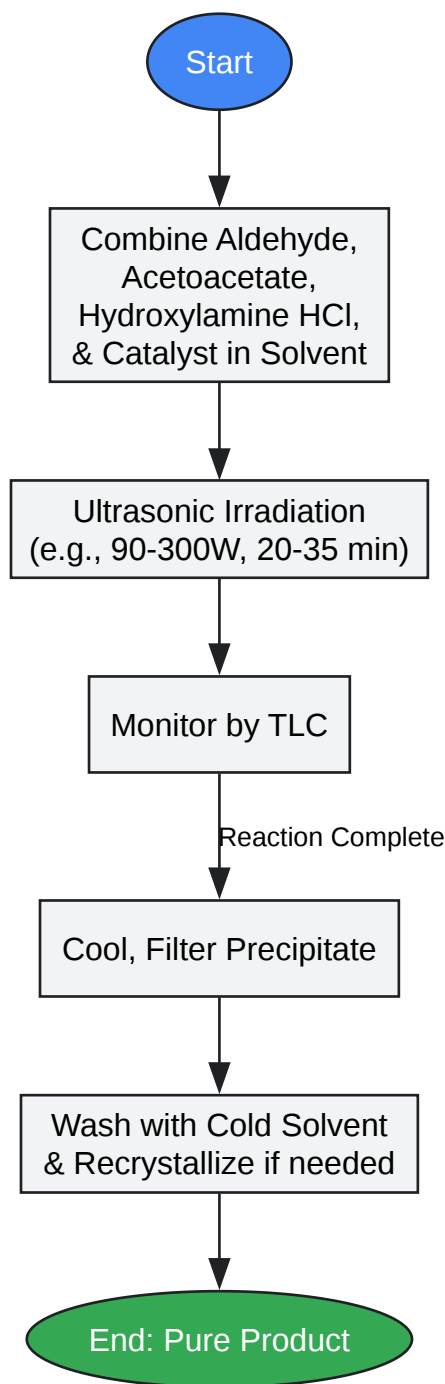 Start
Combine Aldehyde,
Acetoacetate,
Hydroxylamine HCl,
& Catalyst in Solvent
Ultrasonic Irradiation
(e.g., 90-300W, 20-35 min)
Monitor by TLC
Reaction Complete
Cool, Filter Precipitate
Wash with Cold Solvent
& Recrystallize if needed
End: Pure Product